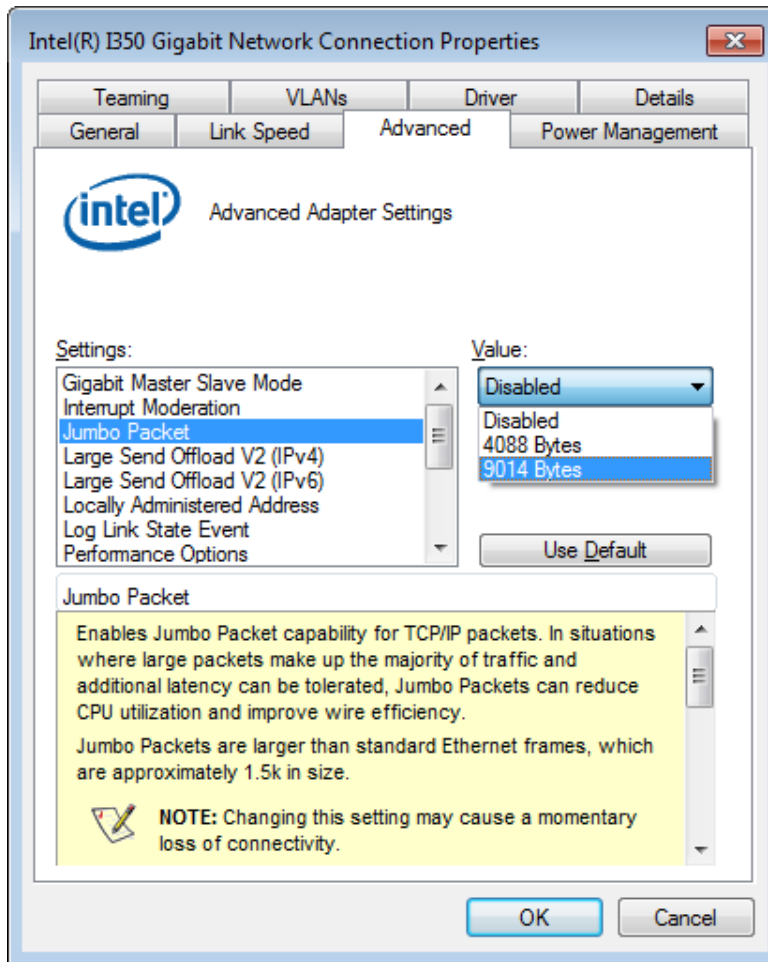 Intel(R) I350 Gigabit Network Connection Properties
Teaming VLANs Driver Details
General Link Speed Advanced Power Management
intel Advanced Adapter Settings
Settings: Value:
Gigabit Master Slave Mode
Interrupt Moderation
Jumbo Packet
Large Send Offload V2 (IPv4)
Large Send Offload V2 (IPv6)
Locally Administered Address
Log Link State Event
Performance Options
Disabled
Disabled
4088 Bytes
9014 Bytes
Use Default
Jumbo Packet
Enables Jumbo Packet capability for TCP/IP packets. In situations
where large packets make up the majority of traffic and
additional latency can be tolerated, Jumbo Packets can reduce
CPU utilization and improve wire efficiency.
Jumbo Packets are larger than standard Ethernet frames, which
are approximately 1.5k in size.
NOTE: Changing this setting may cause a momentary
loss of connectivity.
OK Cancel